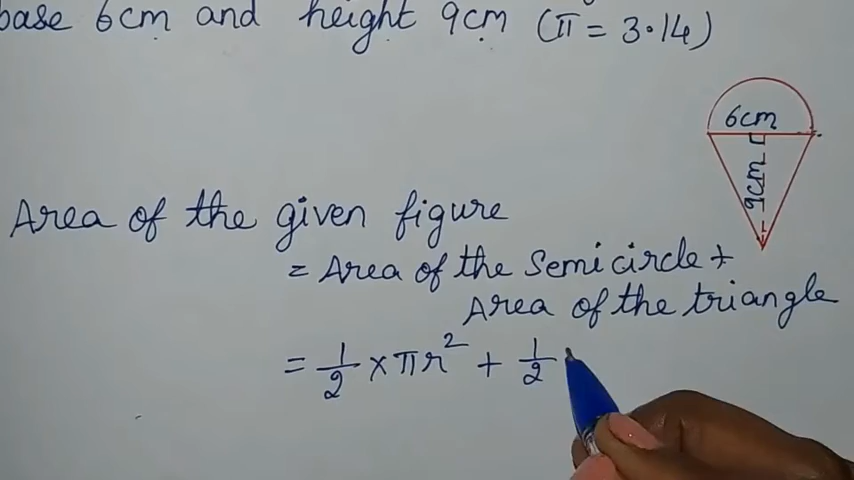 base 6cm and height 9cm (π = 3.14)
6cm
9cm
Area of the given figure
= Area of the Semicircle +
Area of the triangle
= 1/2 × πr² + 1/2